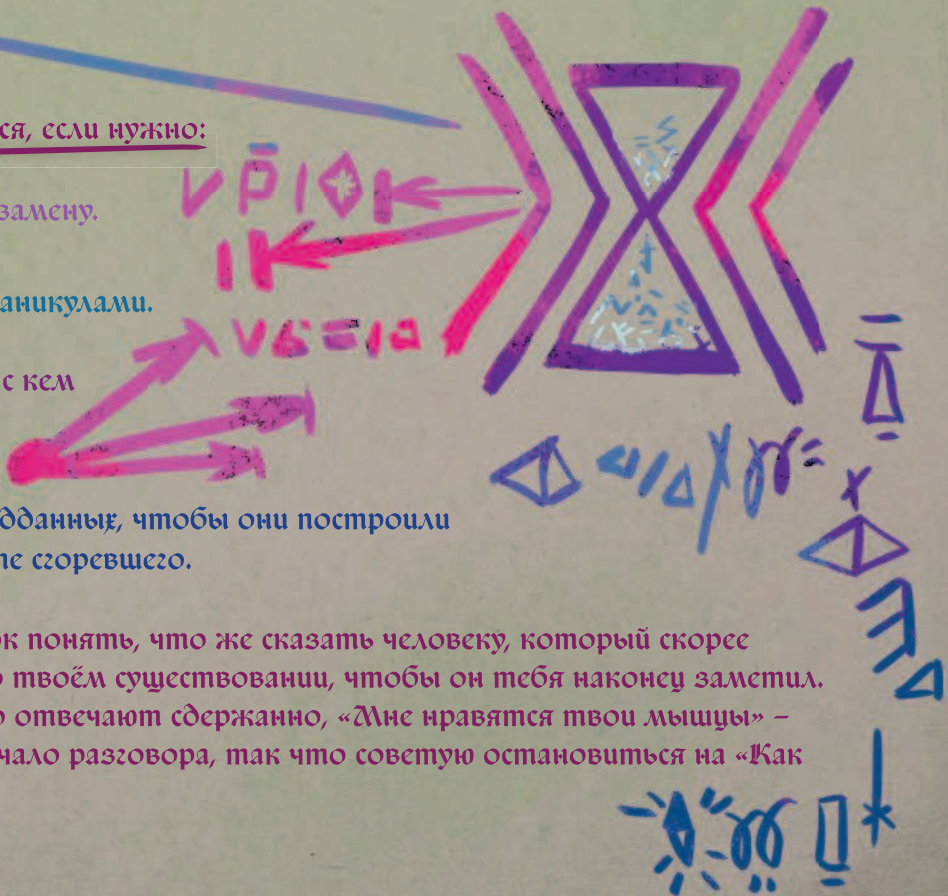 ся, если нужно:
замену.
аникулами.
с кем
дданных, чтобы они построили
те сгоревшего.
ок понять, что же сказать человеку, который скорее
о твоём существовании, чтобы он тебя наконец заметил.
о отвечают сдержанно, «Мне нравятся твои мышцы» –
чало разговора, так что советую остановиться на «Как